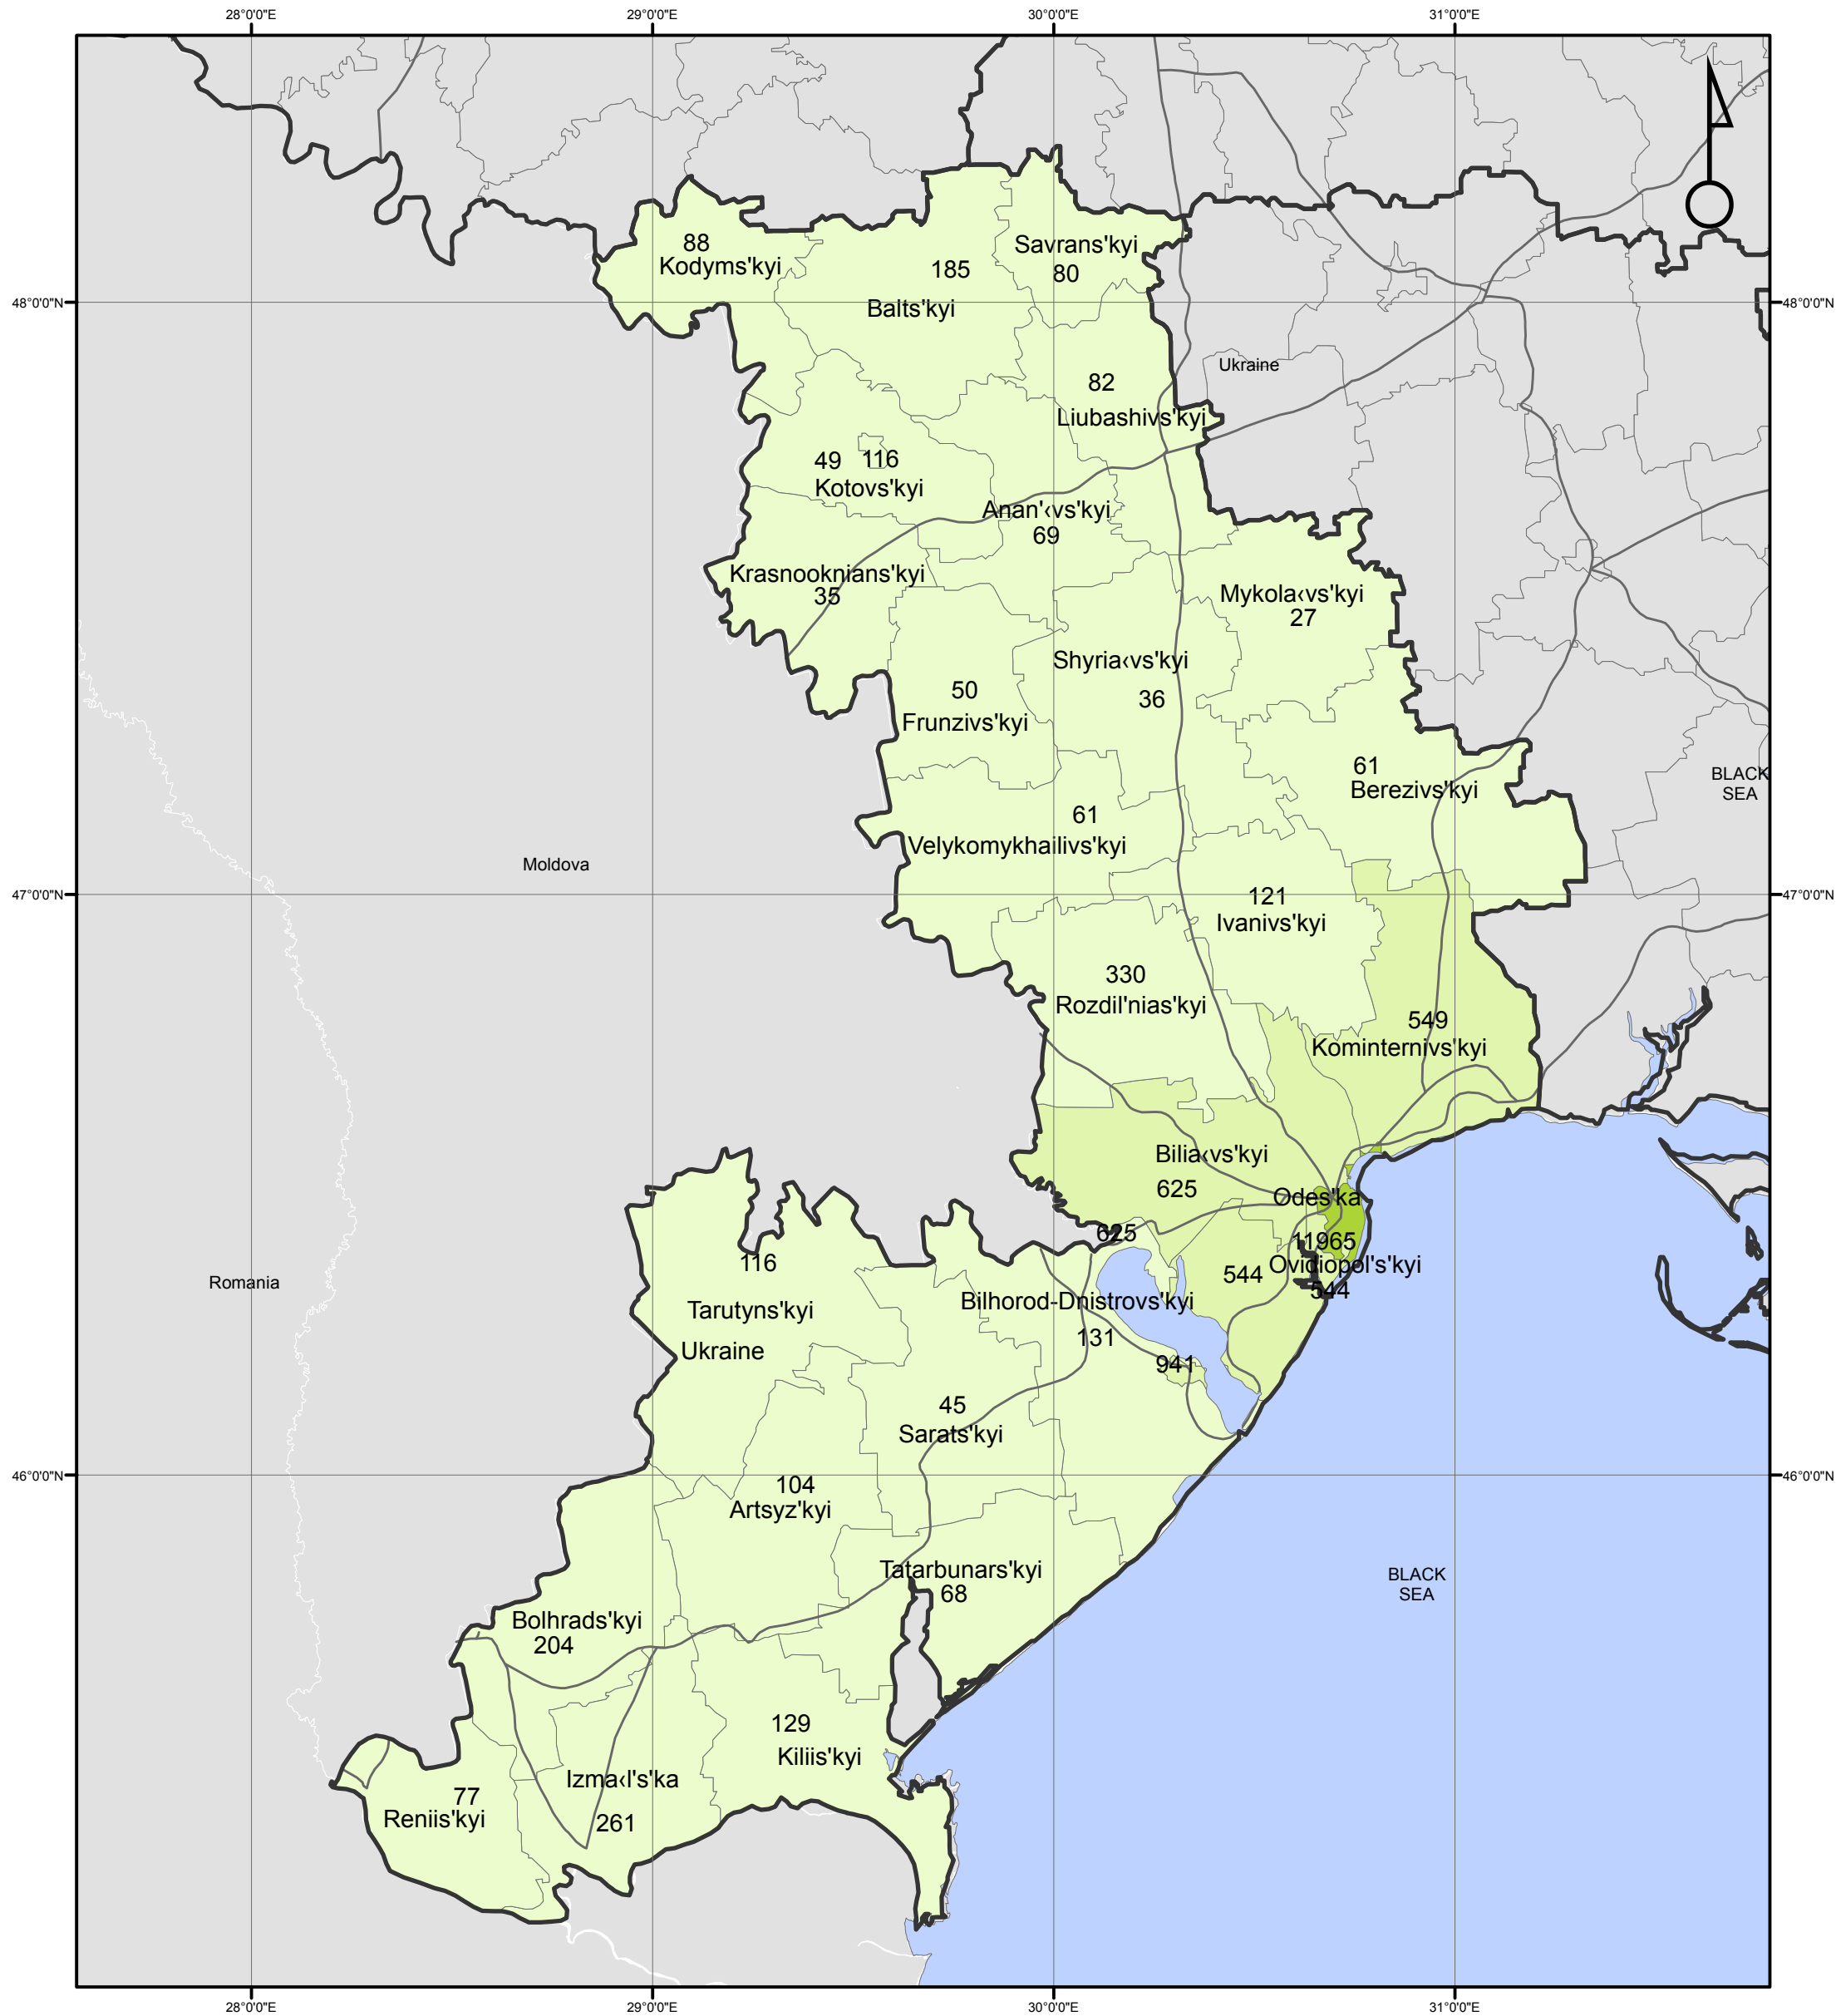 28°0'0"E
29°0'0"E
30°0'0"E
31°0'0"E
88
Kodyms'kyi
185
Balts'kyi
Savrans'kyi
80
48°0'0"N
48°0'0"N
Ukraine
82
Liubashivs'kyi
49
116
Kotovs'kyi
Anan'‹vs'kyi
69
Krasnooknians'kyi
35
Mykola‹vs'kyi
27
Shyria‹vs'kyi
36
50
Frunzivs'kyi
61
Berezivs'kyi
BLACK
SEA
61
Velykomykhailivs'kyi
Moldova
47°0'0"N
47°0'0"N
121
Ivanivs'kyi
330
Rozdil'nias'kyi
549
Kominternivs'kyi
Bilia‹vs'kyi
625
Odes'ka
625
11965
116
544
Ovidiopol's'kyi
544
Romania
Bilhorod-Dnistrovs'kyi
131
Tarutyns'kyi
Ukraine
941
45
Sarats'kyi
46°0'0"N
46°0'0"N
104
Artsyz'kyi
Tatarbunars'kyi
68
BLACK
SEA
Bolhrads'kyi
204
129
Kiliis'kyi
Izma‹l's'ka
261
77
Reniis'kyi
28°0'0"E
29°0'0"E
30°0'0"E
31°0'0"E